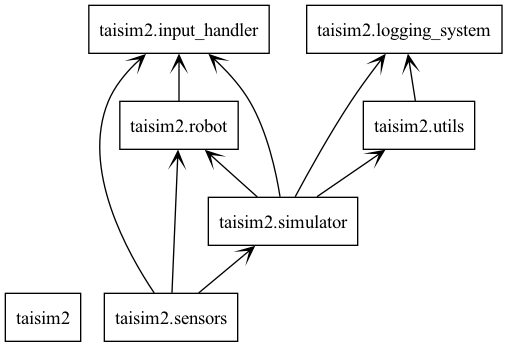 taisim2.input_handler
taisim2.logging_system
taisim2.robot
taisim2.utils
taisim2.simulator
taisim2
taisim2.sensors